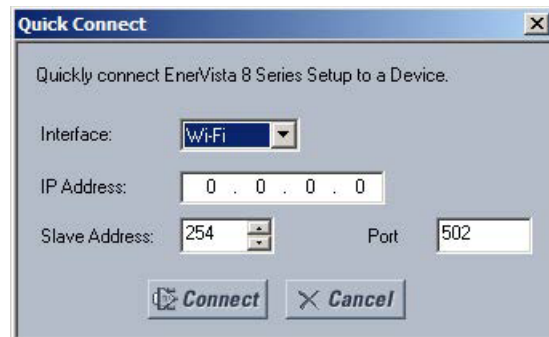 Quick Connect
Quickly connect EnerVista 8 Series Setup to a Device.
Interface: Wi-Fi
IP Address: 0 . 0 . 0 . 0
Slave Address: 254 Port 502
Connect Cancel